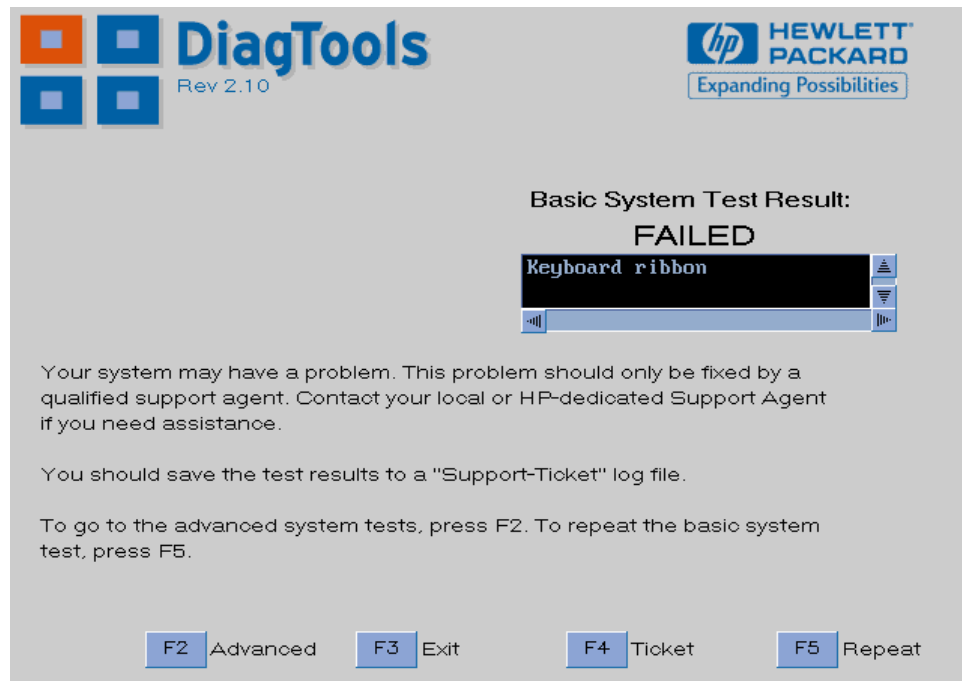 DiagTools
Rev 2.10
hp HEWLETT
PACKARD
Expanding Possibilities
Basic System Test Result:
FAILED
Keyboard ribbon
Your system may have a problem. This problem should only be fixed by a
qualified support agent. Contact your local or HP-dedicated Support Agent
if you need assistance.
You should save the test results to a "Support-Ticket" log file.
To go to the advanced system tests, press F2. To repeat the basic system
test, press F5.
F2 Advanced F3 Exit F4 Ticket F5 Repeat